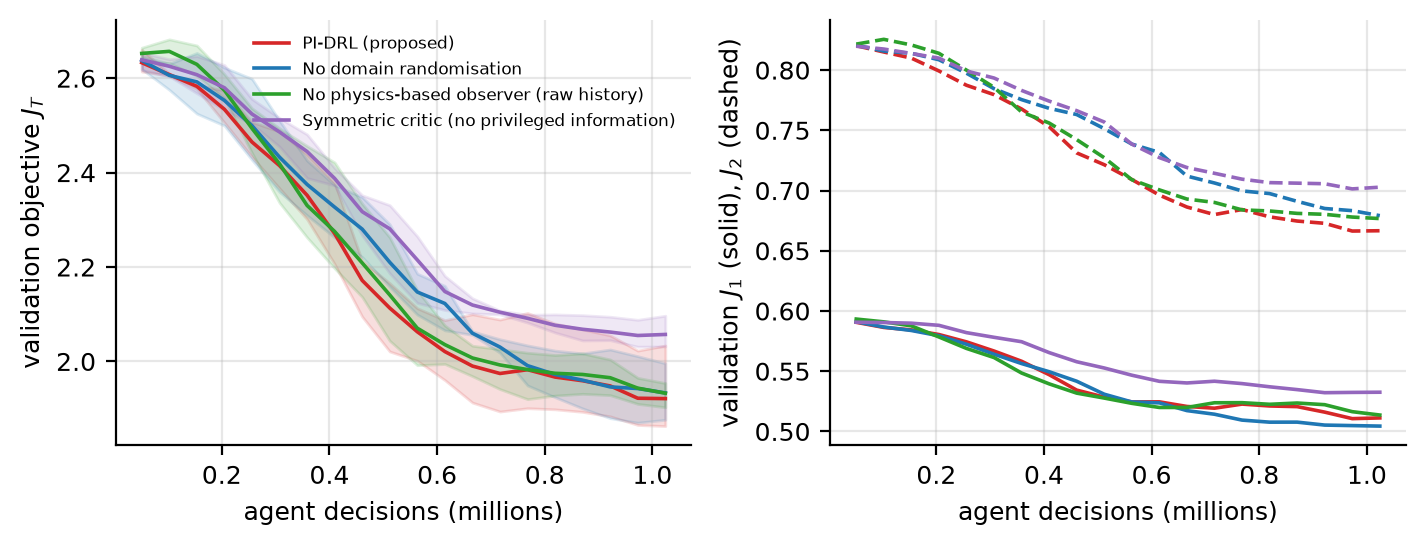 validation objective J_T
2.6
2.4
2.2
2.0
0.2 0.4 0.6 0.8 1.0
agent decisions (millions)
PI-DRL (proposed)
No domain randomisation
No physics-based observer (raw history)
Symmetric critic (no privileged information)
validation J_1 (solid), J_2 (dashed)
0.80
0.75
0.70
0.65
0.60
0.55
0.50
0.2 0.4 0.6 0.8 1.0
agent decisions (millions)